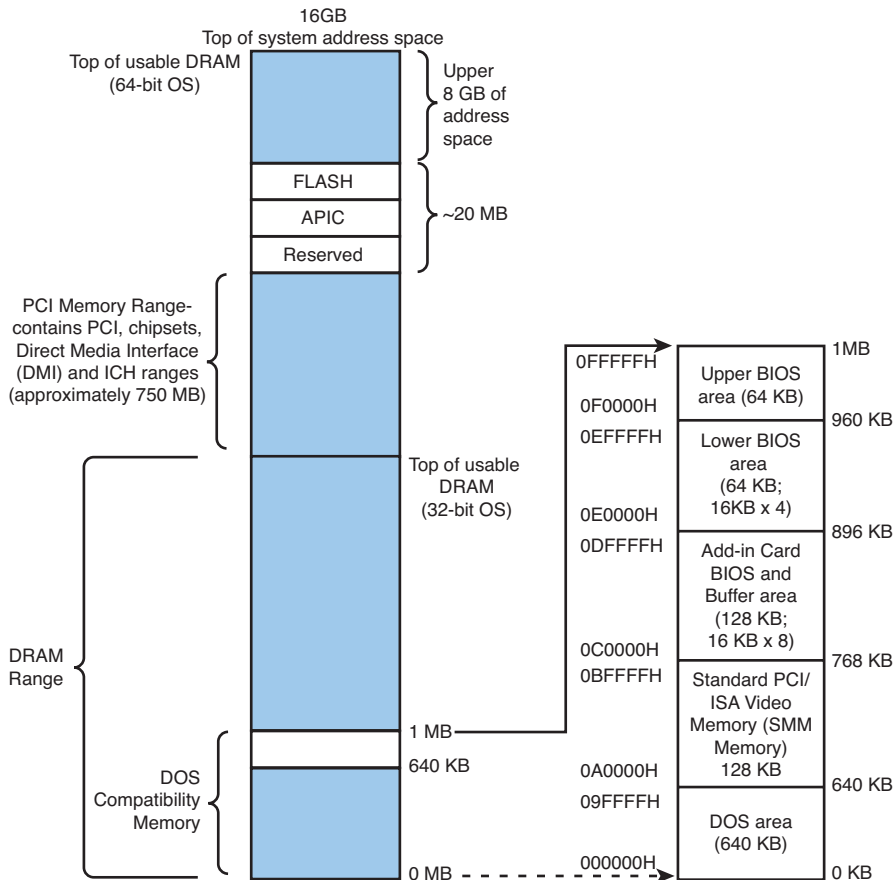 16GB
Top of system address space
Top of usable DRAM
(64-bit OS)
Upper
8 GB of
address
space
FLASH
APIC
Reserved
~20 MB
PCI Memory Range-
contains PCI, chipsets,
Direct Media Interface
(DMI) and ICH ranges
(approximately 750 MB)
Top of usable
DRAM
(32-bit OS)
DRAM
Range
DOS
Compatibility
Memory
1 MB
640 KB
0 MB
0FFFFFH
0F0000H
0EFFFFH
0E0000H
0DFFFFH
0C0000H
0BFFFFH
0A0000H
09FFFFH
000000H
Upper BIOS
area (64 KB)
Lower BIOS
area
(64 KB;
16KB x 4)
Add-in Card
BIOS and
Buffer area
(128 KB;
16 KB x 8)
Standard PCI/
ISA Video
Memory (SMM
Memory)
128 KB
DOS area
(640 KB)
1MB
960 KB
896 KB
768 KB
640 KB
0 KB